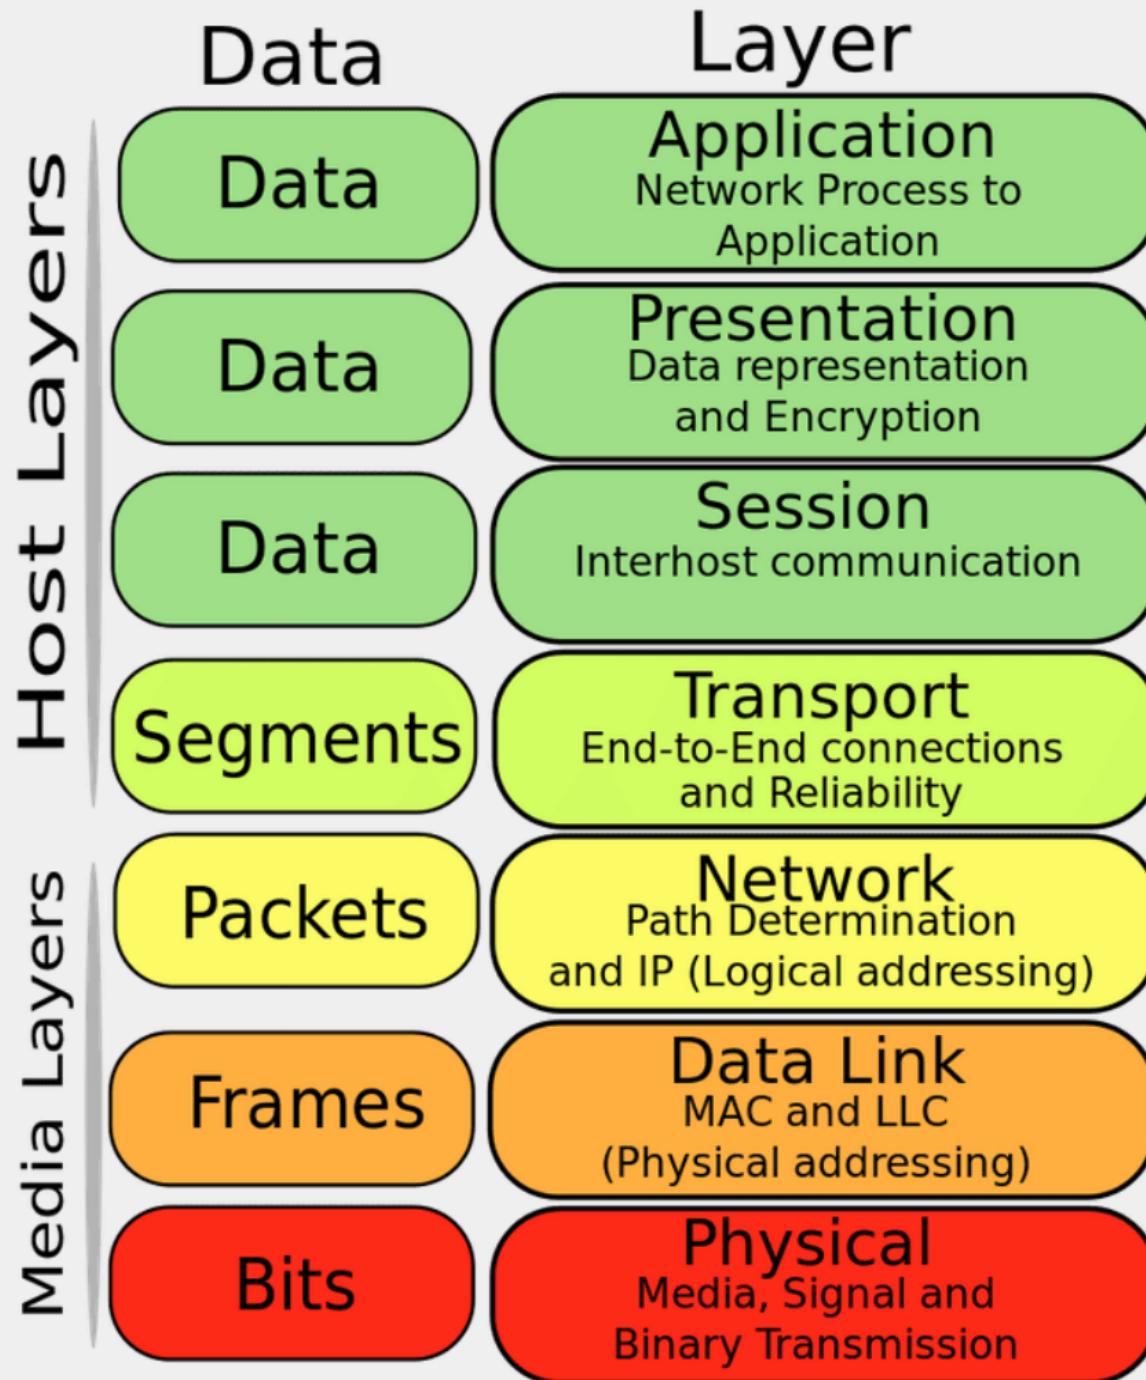 Data
Layer
Host Layers
Data
Application
Network Process to
Application
Data
Presentation
Data representation
and Encryption
Data
Session
Interhost communication
Segments
Transport
End-to-End connections
and Reliability
Media Layers
Packets
Network
Path Determination
and IP (Logical addressing)
Frames
Data Link
MAC and LLC
(Physical addressing)
Bits
Physical
Media, Signal and
Binary Transmission